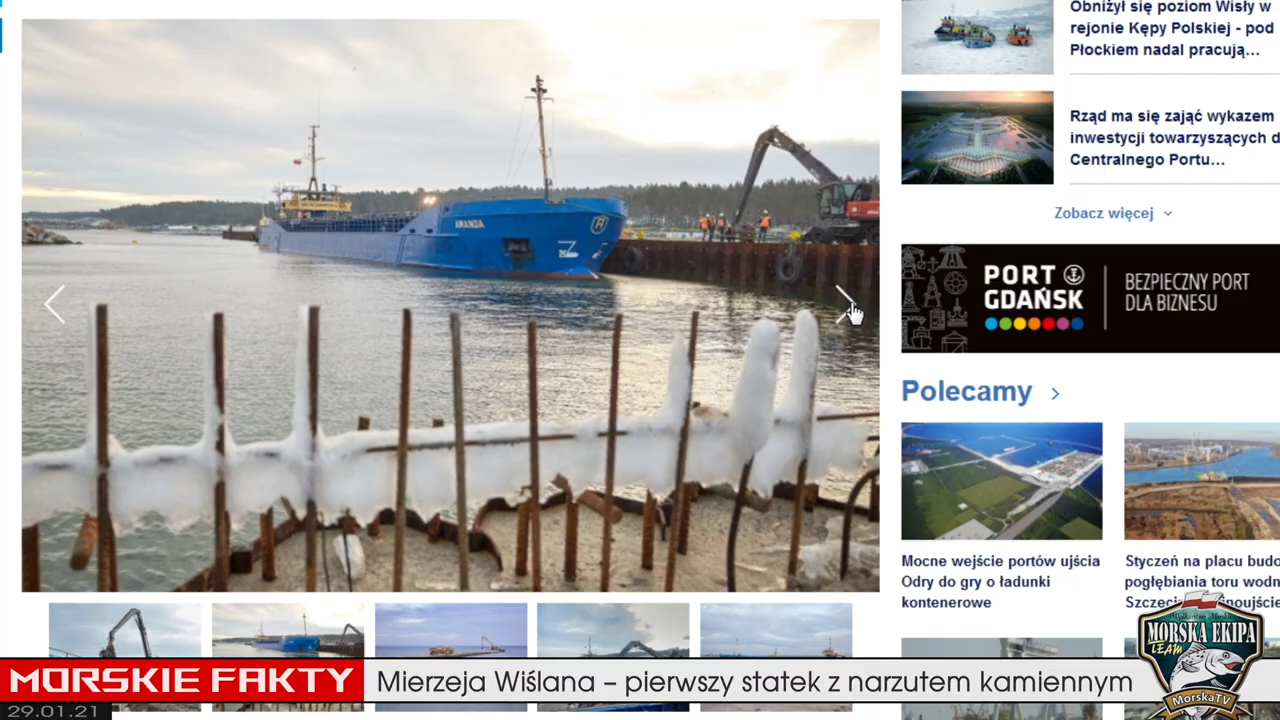 Obniżył się poziom Wisły w
rejonie Kępy Polskiej - pod
Płockiem nadal pracują...
Rząd ma się zająć wykazem
inwestycji towarzyszących d
Centralnego Portu...
Zobacz więcej
AMANDA
PORT
GDAŃSK
BEZPIECZNY PORT
DLA BIZNESU
Polecamy
Mocne wejście portów ujścia
Odry do gry o ładunki
kontenerowe
Styczeń na placu budo
pogłębiania toru wodn
MORSKA EKIPA
TEAM
MorskaTV
MORSKIE FAKTY
Mierzeja Wiślana – pierwszy statek z narzutem kamiennym
29.01.21